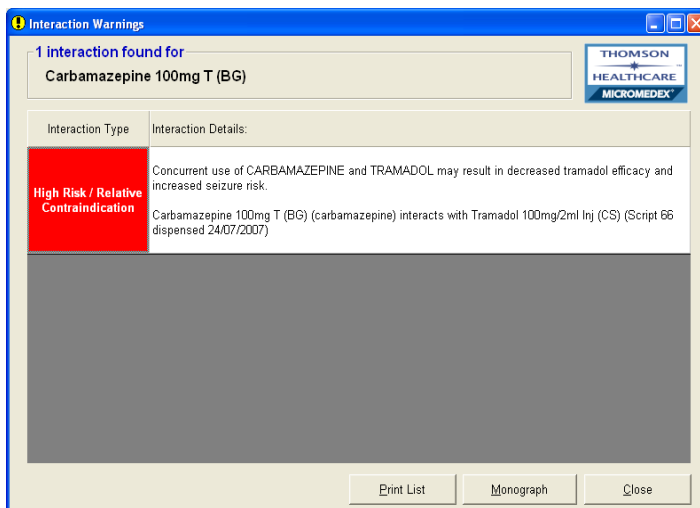 Interaction Warnings
1 interaction found for
Carbamazepine 100mg T (BG)
THOMSON
™
HEALTHCARE
MICROMEDEX®
Interaction Type
Interaction Details:
High Risk / Relative
Contraindication
Concurrent use of CARBAMAZEPINE and TRAMADOL may result in decreased tramadol efficacy and
increased seizure risk.
Carbamazepine 100mg T (BG) (carbamazepine) interacts with Tramadol 100mg/2ml Inj (CS) (Script 66
dispensed 24/07/2007)
Print List
Monograph
Close